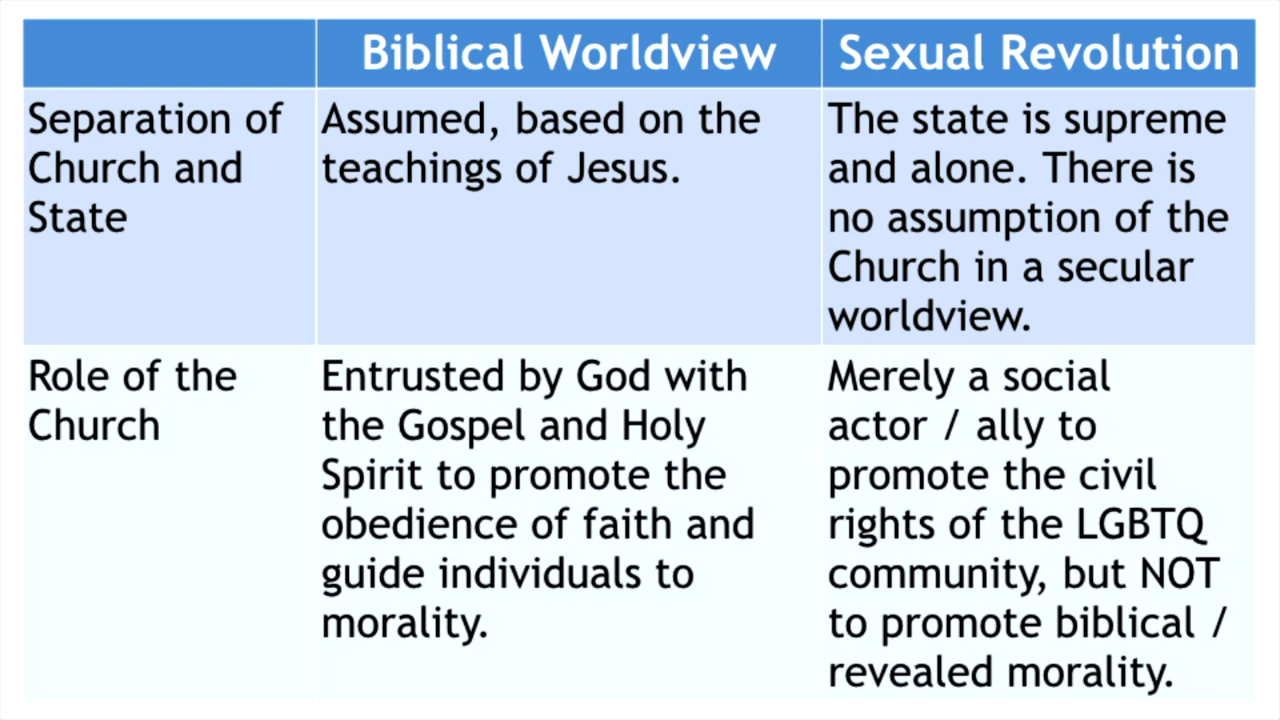 Biblical Worldview
Sexual Revolution
Separation of
Church and
State
Assumed, based on the
teachings of Jesus.
The state is supreme
and alone. There is
no assumption of the
Church in a secular
worldview.
Role of the
Church
Entrusted by God with
the Gospel and Holy
Spirit to promote the
obedience of faith and
guide individuals to
morality.
Merely a social
actor / ally to
promote the civil
rights of the LGBTQ
community, but NOT
to promote biblical /
revealed morality.